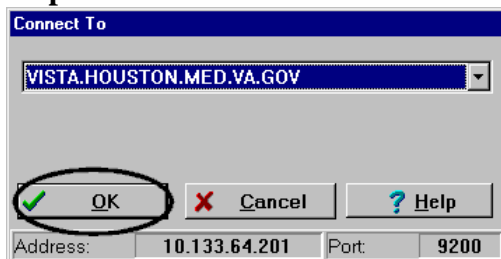 Connect To
VISTA.HOUSTON.MED.VA.GOV
OK Cancel ? Help
Address: 10.133.64.201 Port: 9200